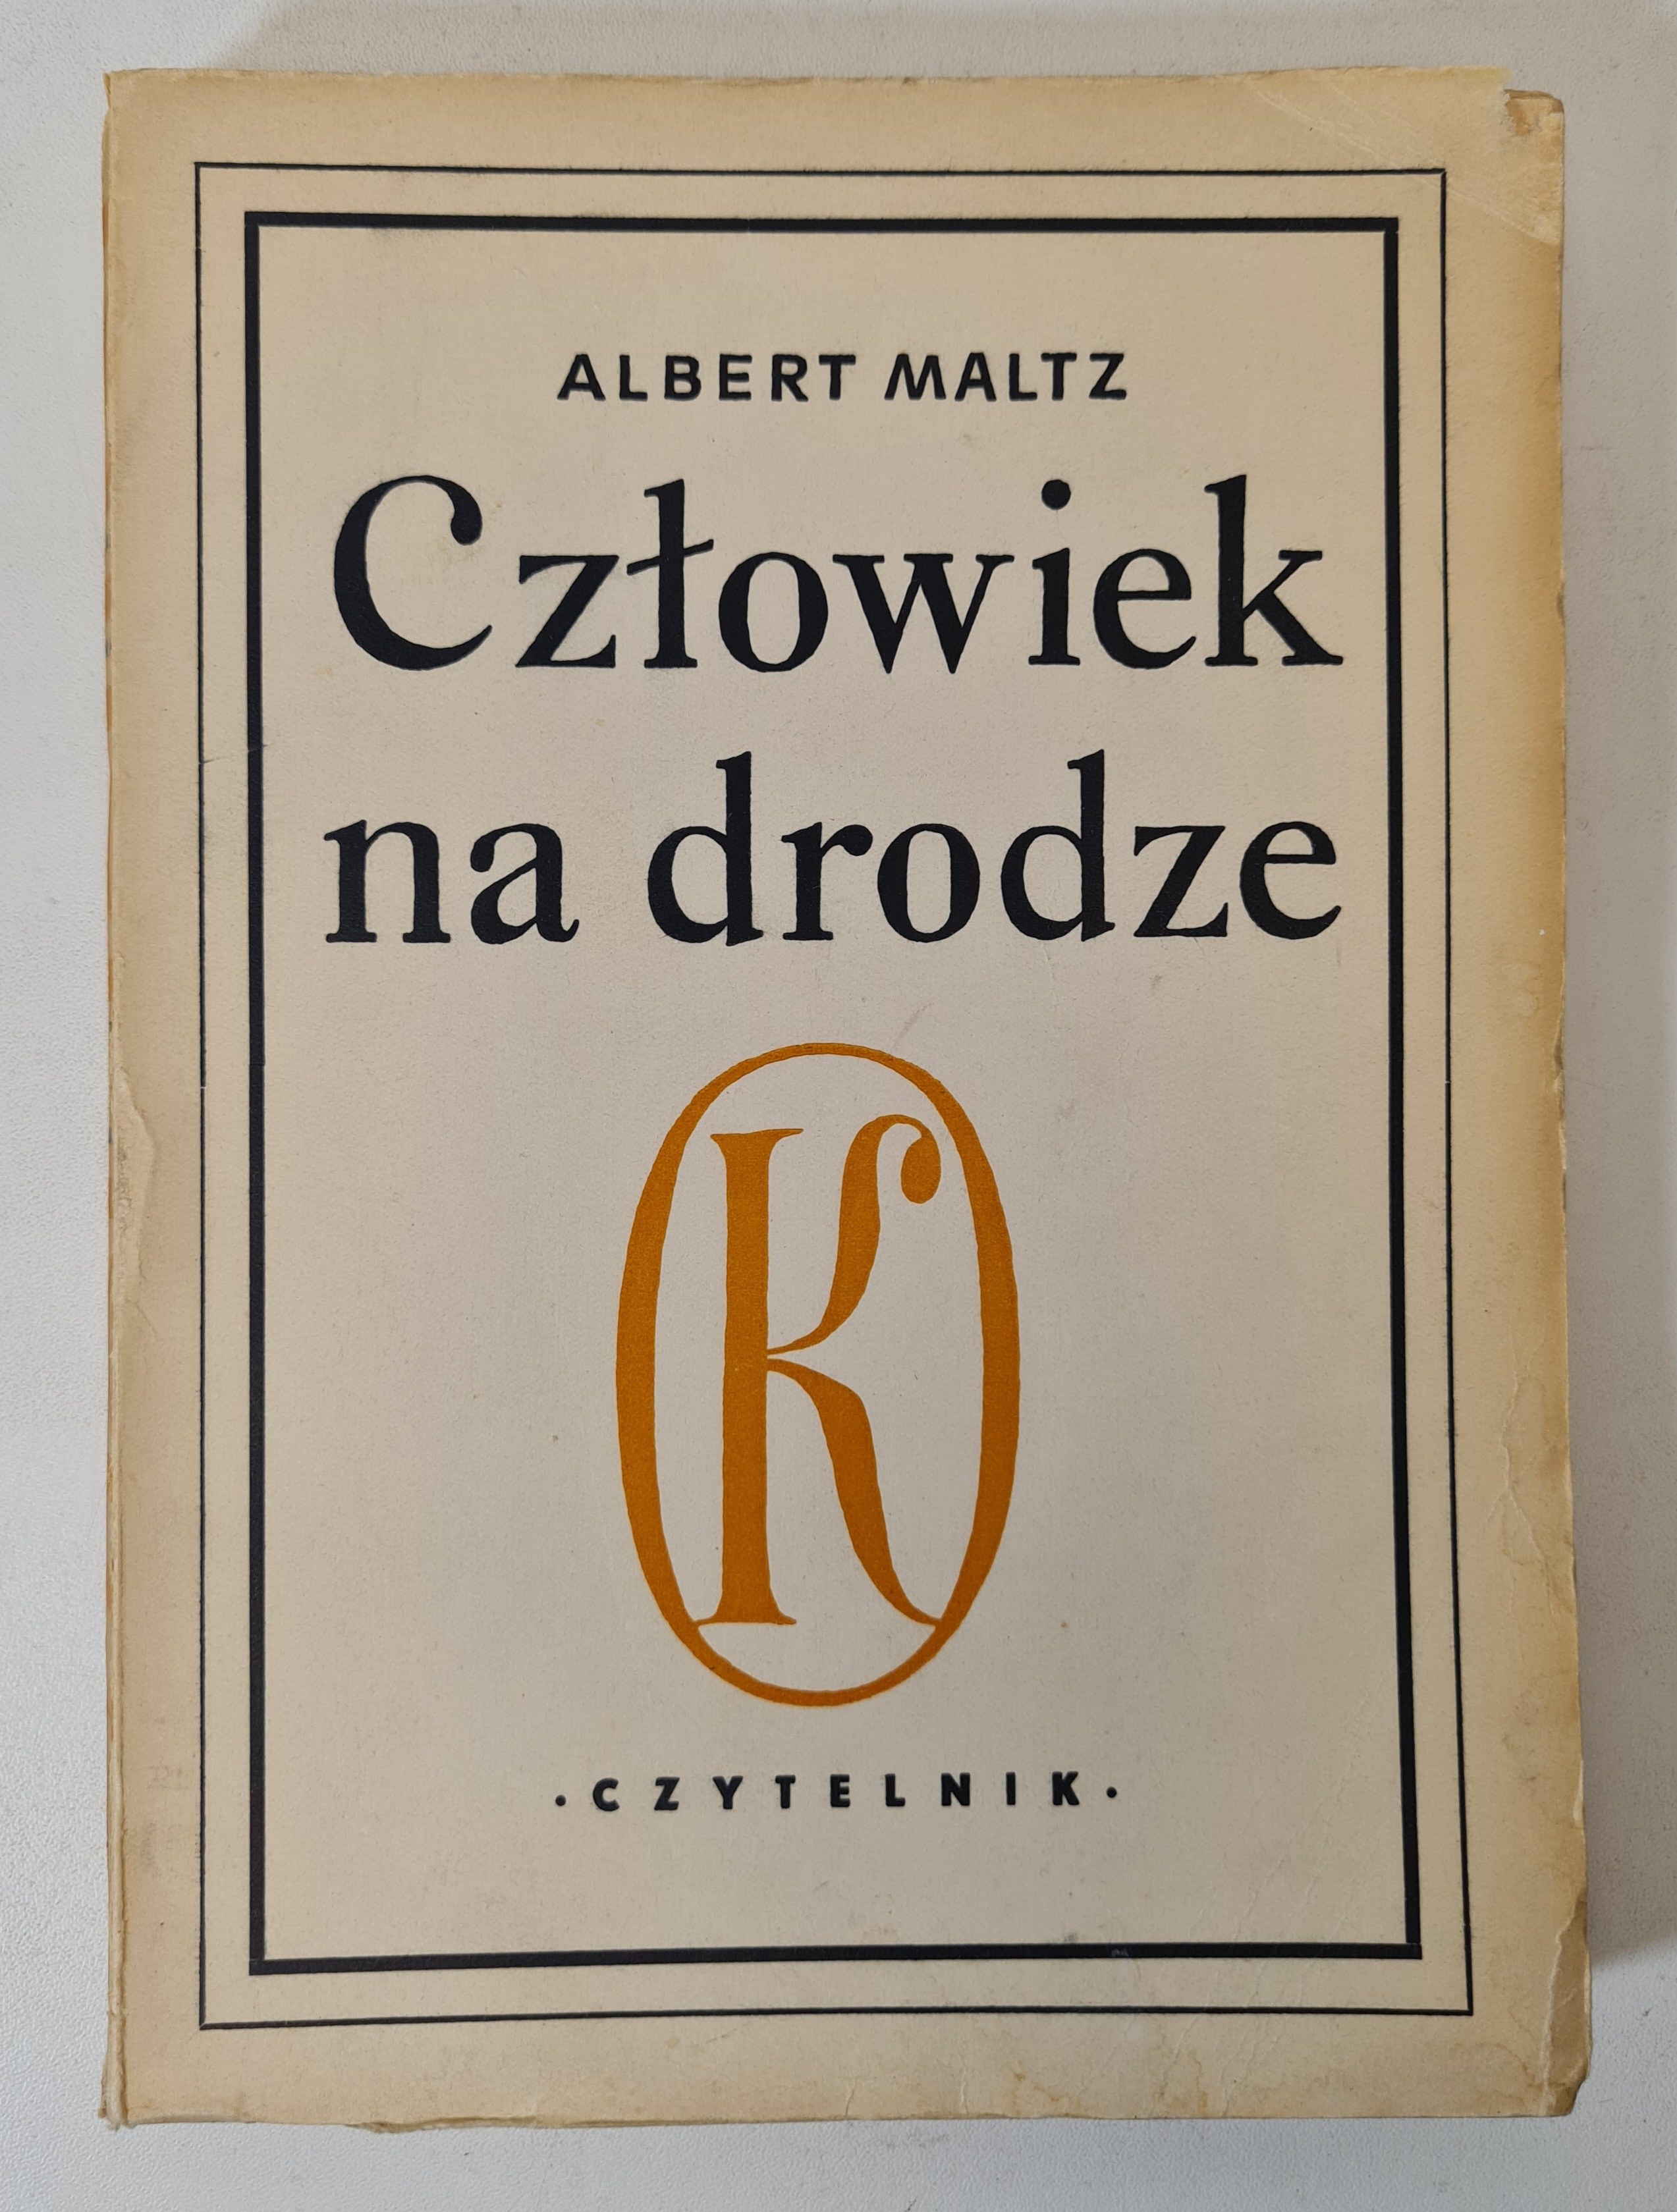 ALBERT MALTZ
Człowiek
na drodze
K
·CZYTELNIK·